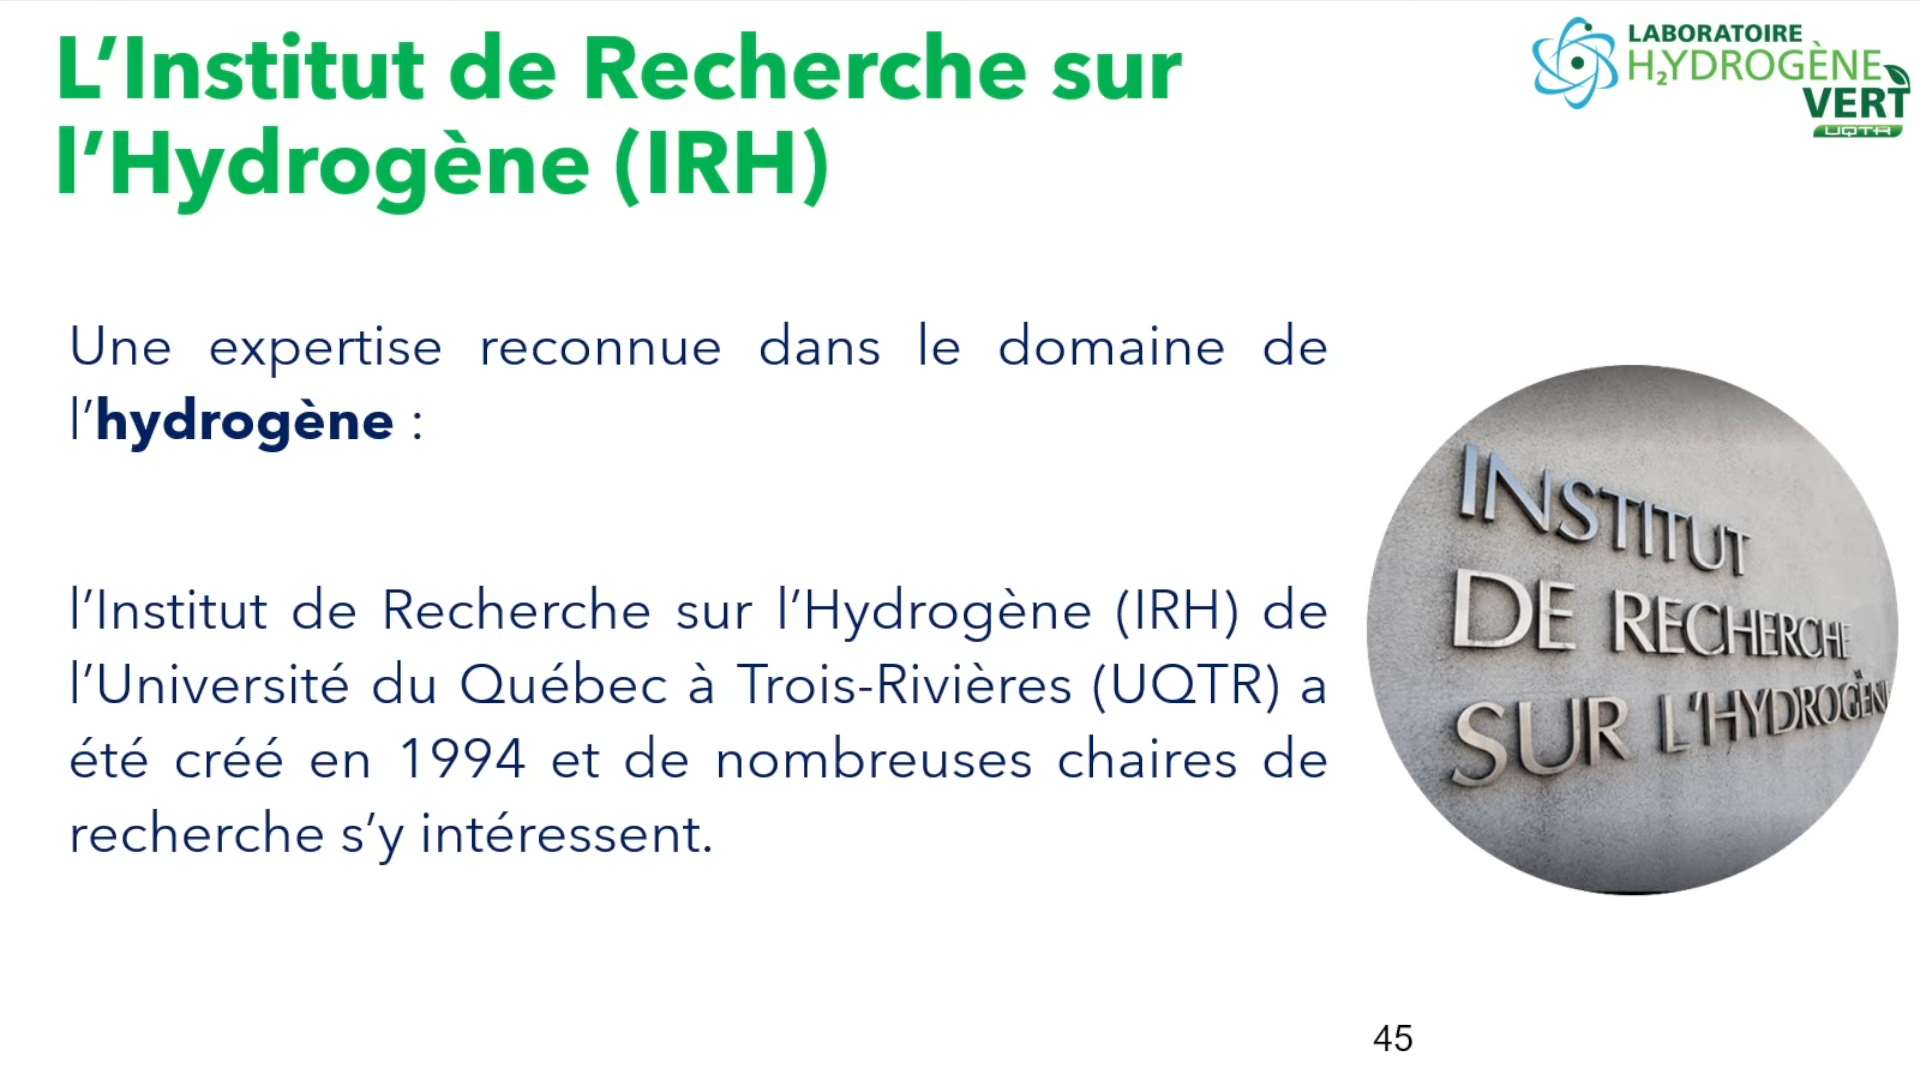 L’Institut de Recherche sur
l’Hydrogène (IRH)
LABORATOIRE
H₂YDROGÈNE
VERT
UQTR
Une expertise reconnue dans le domaine de
l’hydrogène :
l’Institut de Recherche sur l’Hydrogène (IRH) de
l’Université du Québec à Trois-Rivières (UQTR) a
été créé en 1994 et de nombreuses chaires de
recherche s’y intéressent.
INSTITUT
DE RECHERCHE
SUR L’HYDROGÈN
45